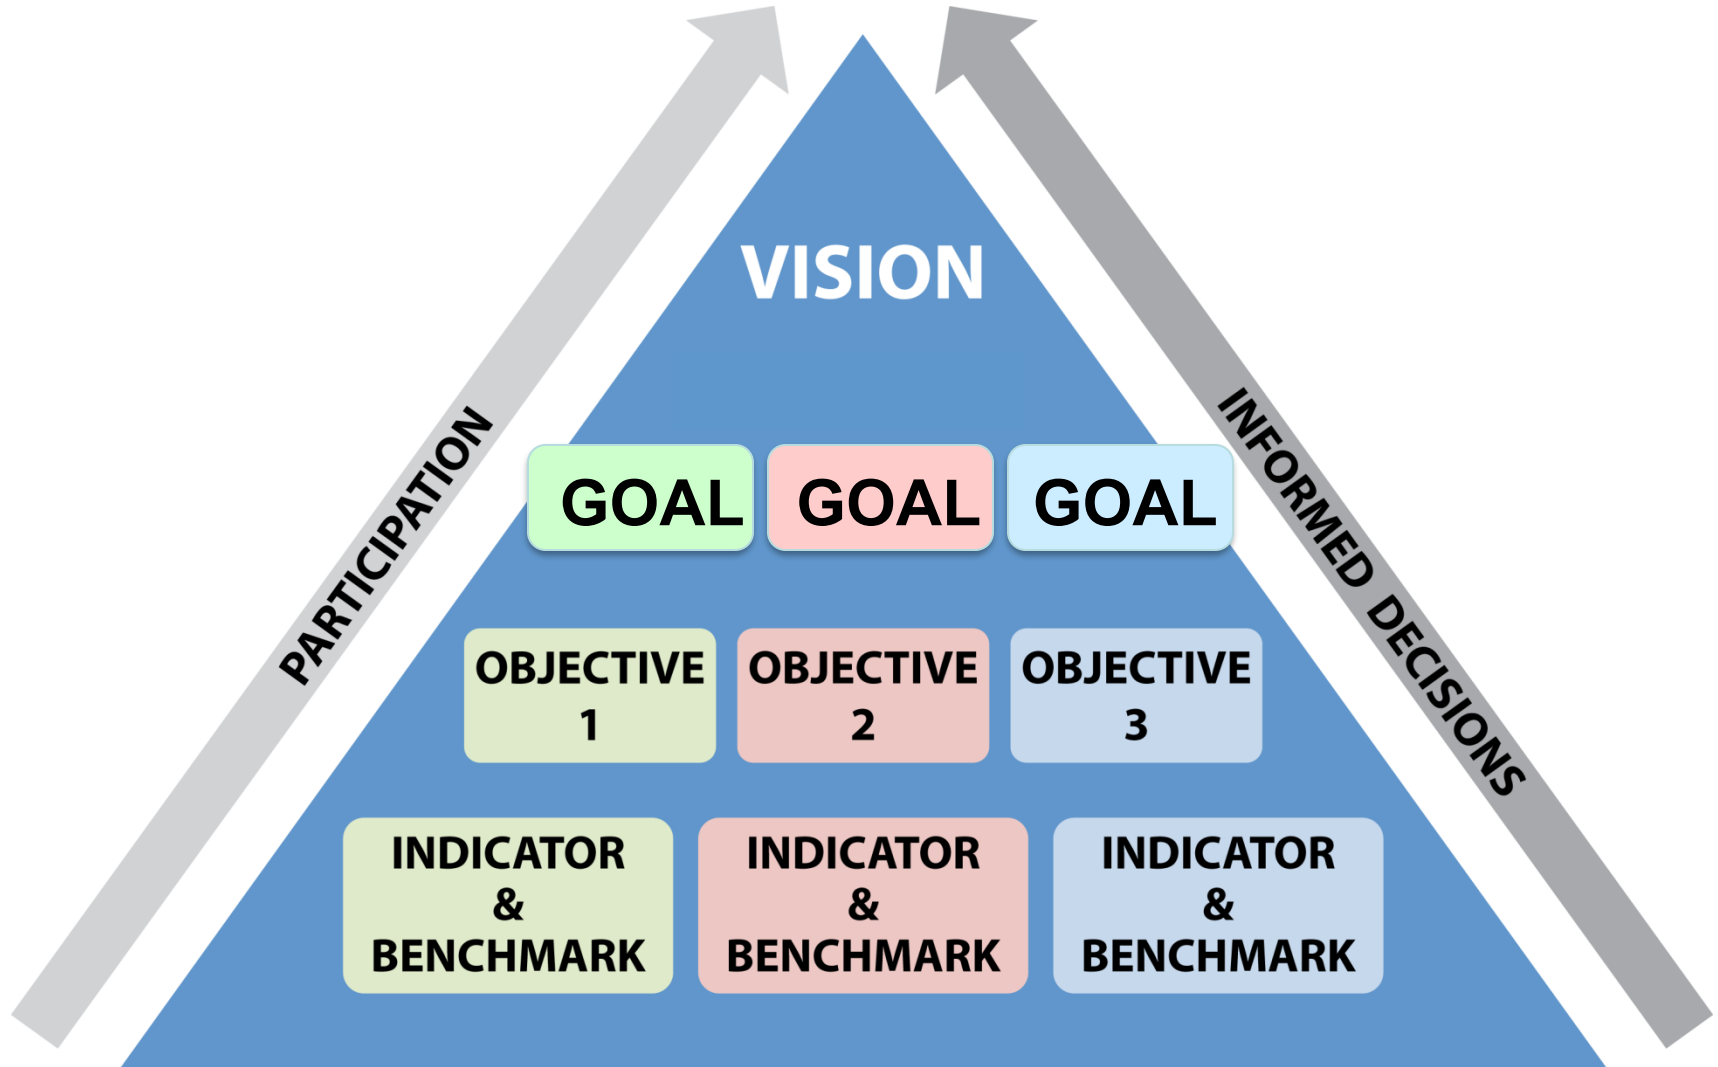 VISION
PARTICIPATION
INFORMED DECISIONS
GOAL
GOAL
GOAL
OBJECTIVE
1
OBJECTIVE
2
OBJECTIVE
3
INDICATOR
&
BENCHMARK
INDICATOR
&
BENCHMARK
INDICATOR
&
BENCHMARK